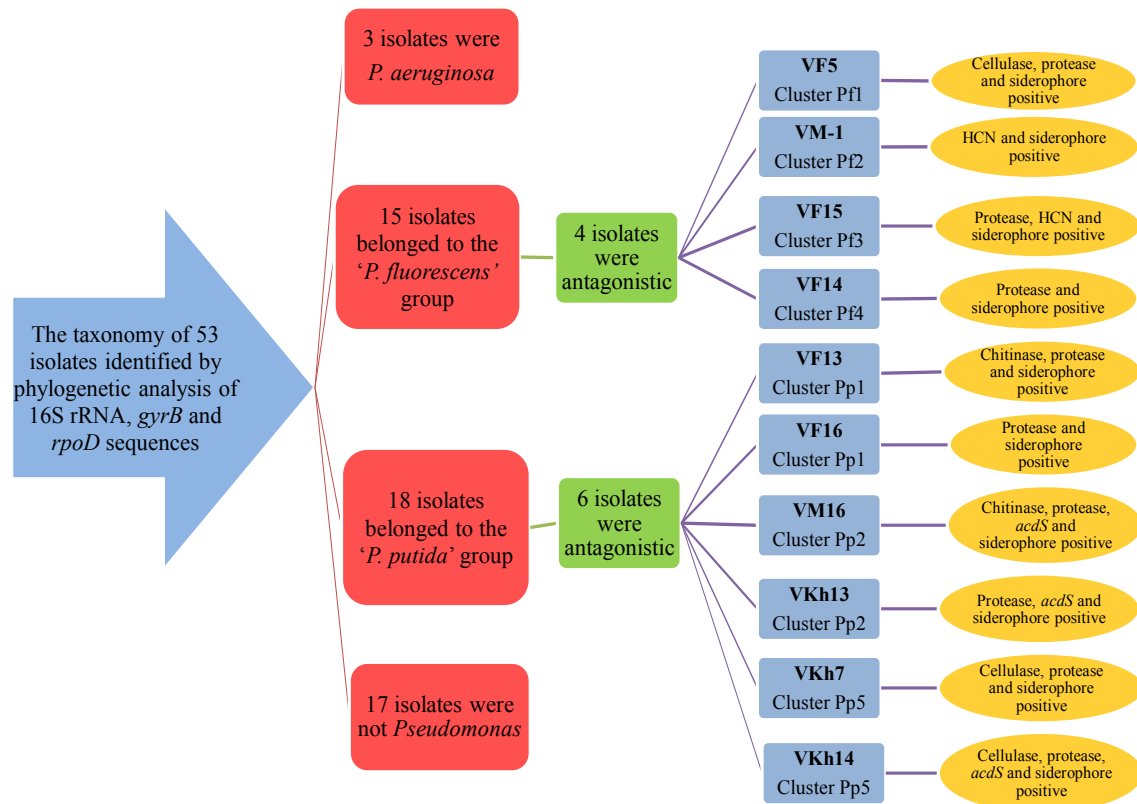 The taxonomy of 53
isolates identified by
phylogenetic analysis of
16S rRNA, gyrB and
rpoD sequences
3 isolates were
P. aeruginosa
15 isolates
belonged to the
‘P. fluorescens’
group
18 isolates
belonged to the
‘P. putida’ group
17 isolates were
not Pseudomonas
4 isolates
were
antagonistic
6 isolates
were
antagonistic
VF5
Cluster Pf1
Cellulase, protease
and siderophore
positive
VM-1
Cluster Pf2
HCN and siderophore
positive
VF15
Cluster Pf3
Protease, HCN and
siderophore positive
VF14
Cluster Pf4
Protease and
siderophore positive
VF13
Cluster Pp1
Chitinase, protease
and siderophore
positive
VF16
Cluster Pp1
Protease and
siderophore
positive
VM16
Cluster Pp2
Chitinase, protease,
acdS and
siderophore positive
VKh13
Cluster Pp2
Protease, acdS and
siderophore positive
VKh7
Cluster Pp5
Cellulase, protease
and siderophore
positive
VKh14
Cluster Pp5
Cellulase, protease,
acdS and siderophore
positive